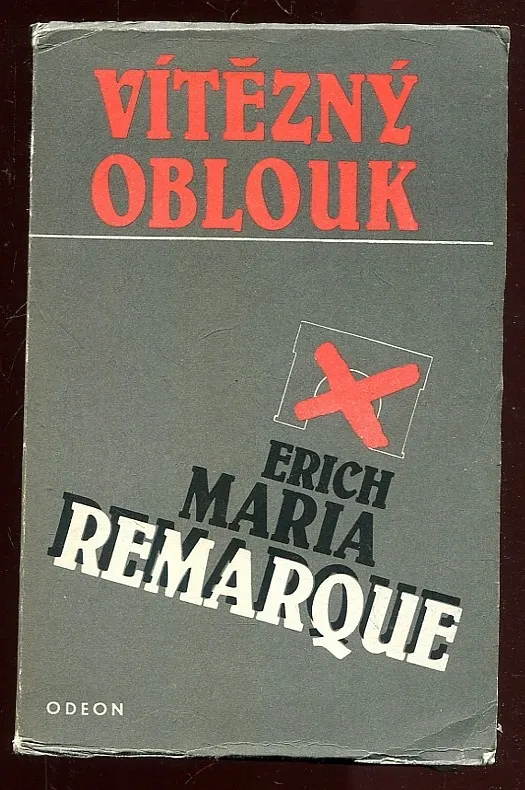 VÍTĚZNÝ
OBLOUK
ERICH
MARIA
REMARQUE
ODEON